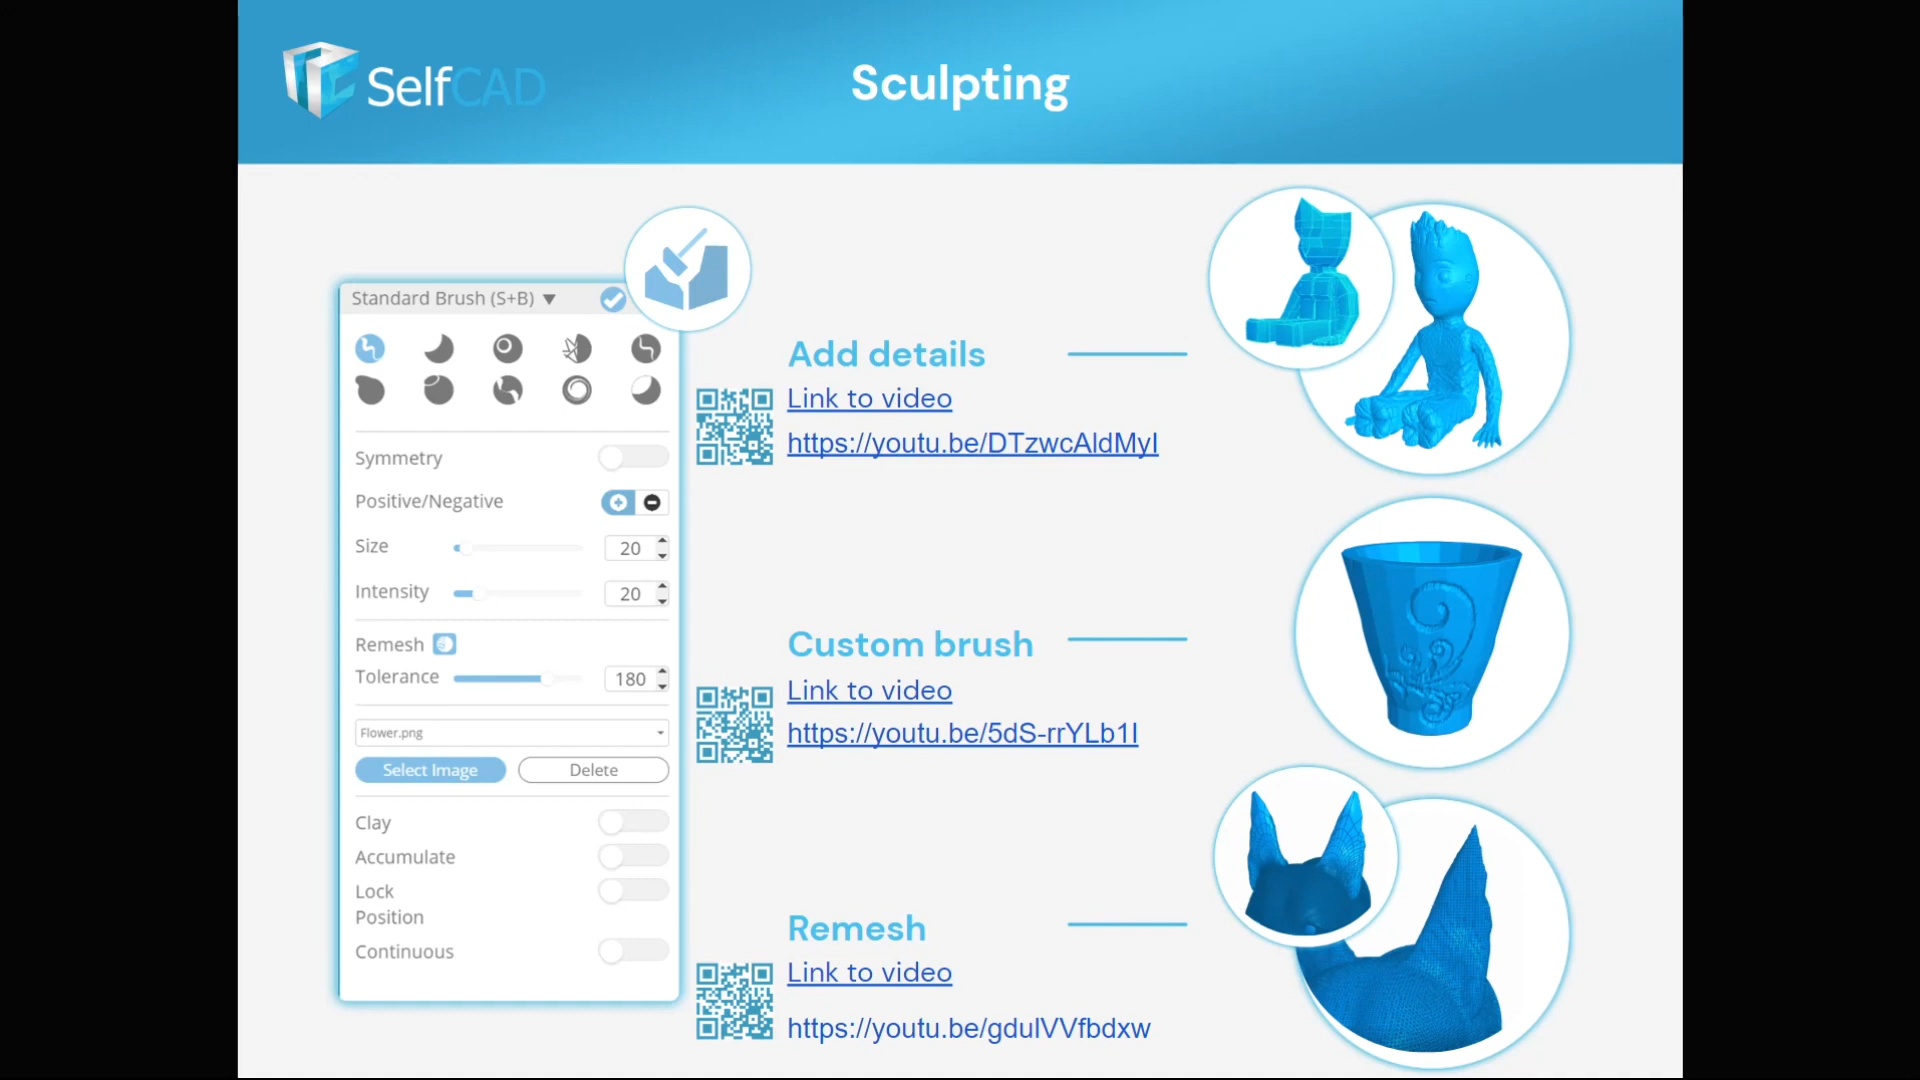 SelfCAD
Sculpting
Standard Brush (S+B)
Symmetry
Positive/Negative
Size
20
Intensity
20
Remesh
Tolerance
180
Flower.png
Select Image
Delete
Clay
Accumulate
Lock
Position
Continuous
Add details
Link to video
https://youtu.be/DTzwcAldMyI
Custom brush
Link to video
https://youtu.be/5dS-rrYLb1I
Remesh
Link to video
https://youtu.be/gdulVVfbdxw